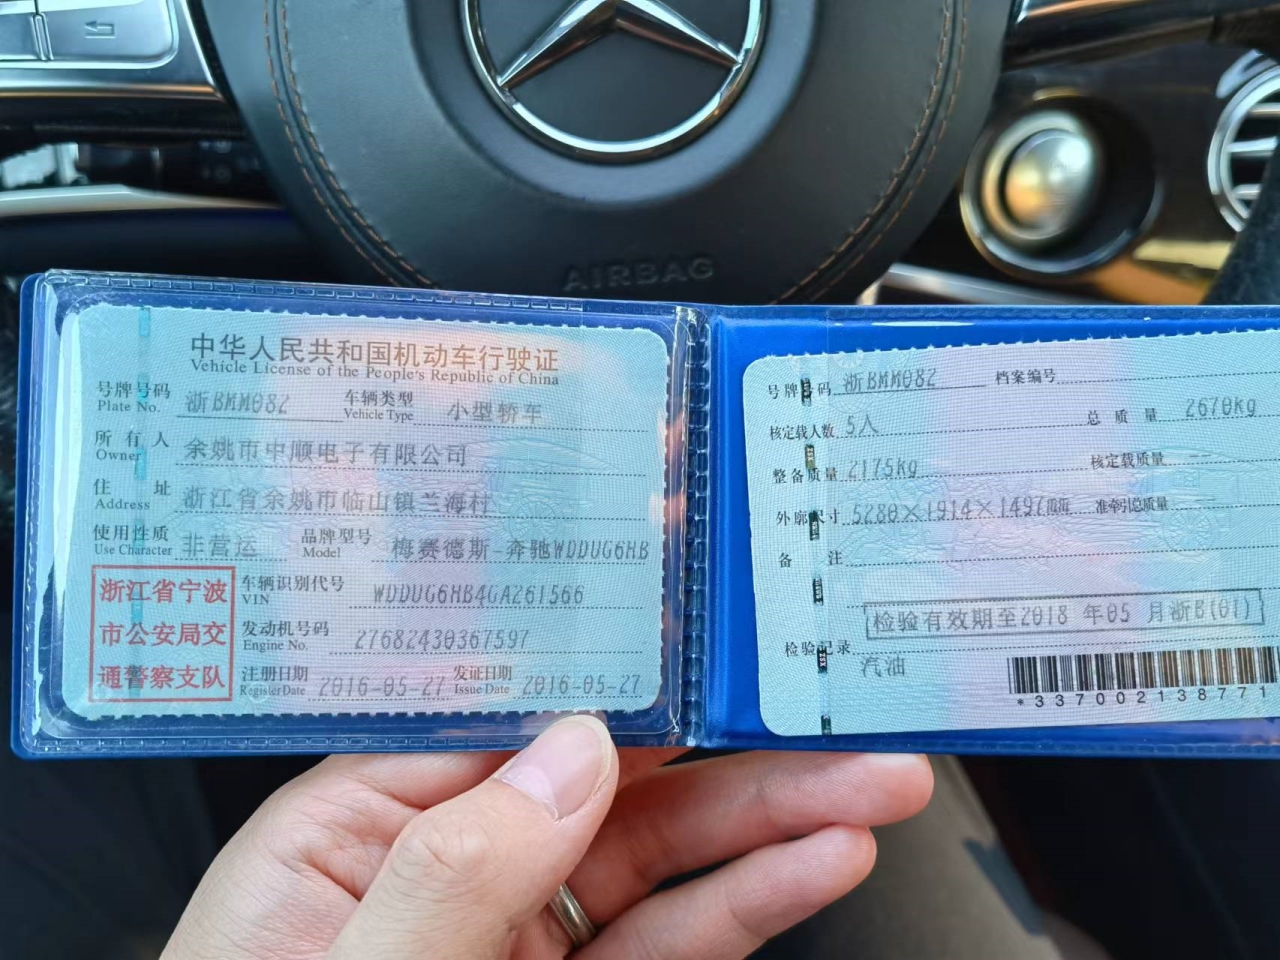 AIRBAG
中华人民共和国机动车行驶证
Vehicle License of the People's Republic of China
号牌号码 浙BMM082 车辆类型 小型轿车
Plate No. Vehicle Type
所有人 余姚市中顺电子有限公司
Owner
住址 浙江省余姚市临山镇兰海村
Address
使用性质 非营运 品牌型号 梅赛德斯-奔驰WDDUG6HB
Use Character Model
浙江省宁波
市公安局交
通警察支队
车辆识别代号 WDDUG6HB4GA261566
VIN
发动机号码 27682430367597
Engine No.
注册日期 2016-05-27 发证日期 2016-05-27
Register Date Issue Date
号牌号码 浙BMM082 档案编号
核定载人数 5人 总质量 2670kg
整备质量 2175kg 核定载质量 --
外廓尺寸 5280×1914×1497mm 准牵引总质量
备注
检验有效期至2018 年05 月浙B(01)
检验记录
汽油
*337002138771